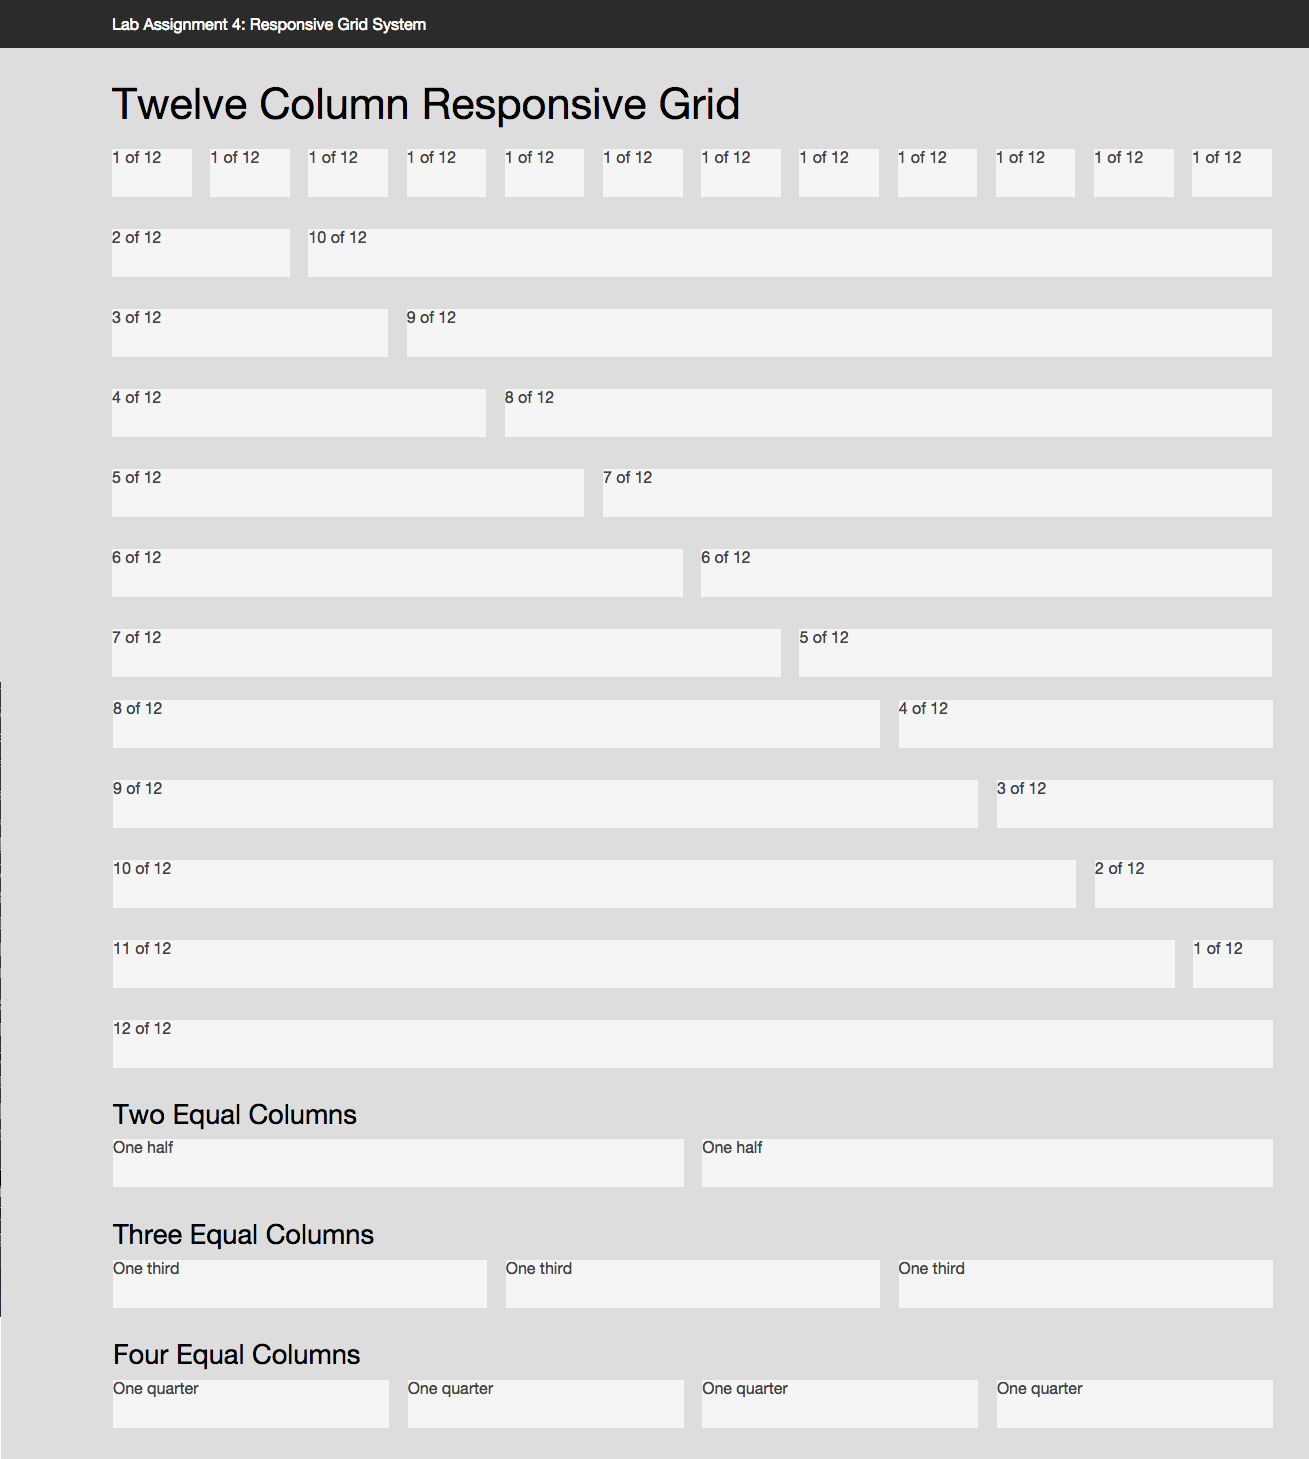 Lab Assignment 4: Responsive Grid System
Twelve Column Responsive Grid
1 of 12 1 of 12 1 of 12 1 of 12 1 of 12 1 of 12 1 of 12 1 of 12 1 of 12 1 of 12 1 of 12 1 of 12
2 of 12 10 of 12
3 of 12 9 of 12
4 of 12 8 of 12
5 of 12 7 of 12
6 of 12 6 of 12
7 of 12 5 of 12
8 of 12 4 of 12
9 of 12 3 of 12
10 of 12 2 of 12
11 of 12 1 of 12
12 of 12
Two Equal Columns
One half One half
Three Equal Columns
One third One third One third
Four Equal Columns
One quarter One quarter One quarter One quarter